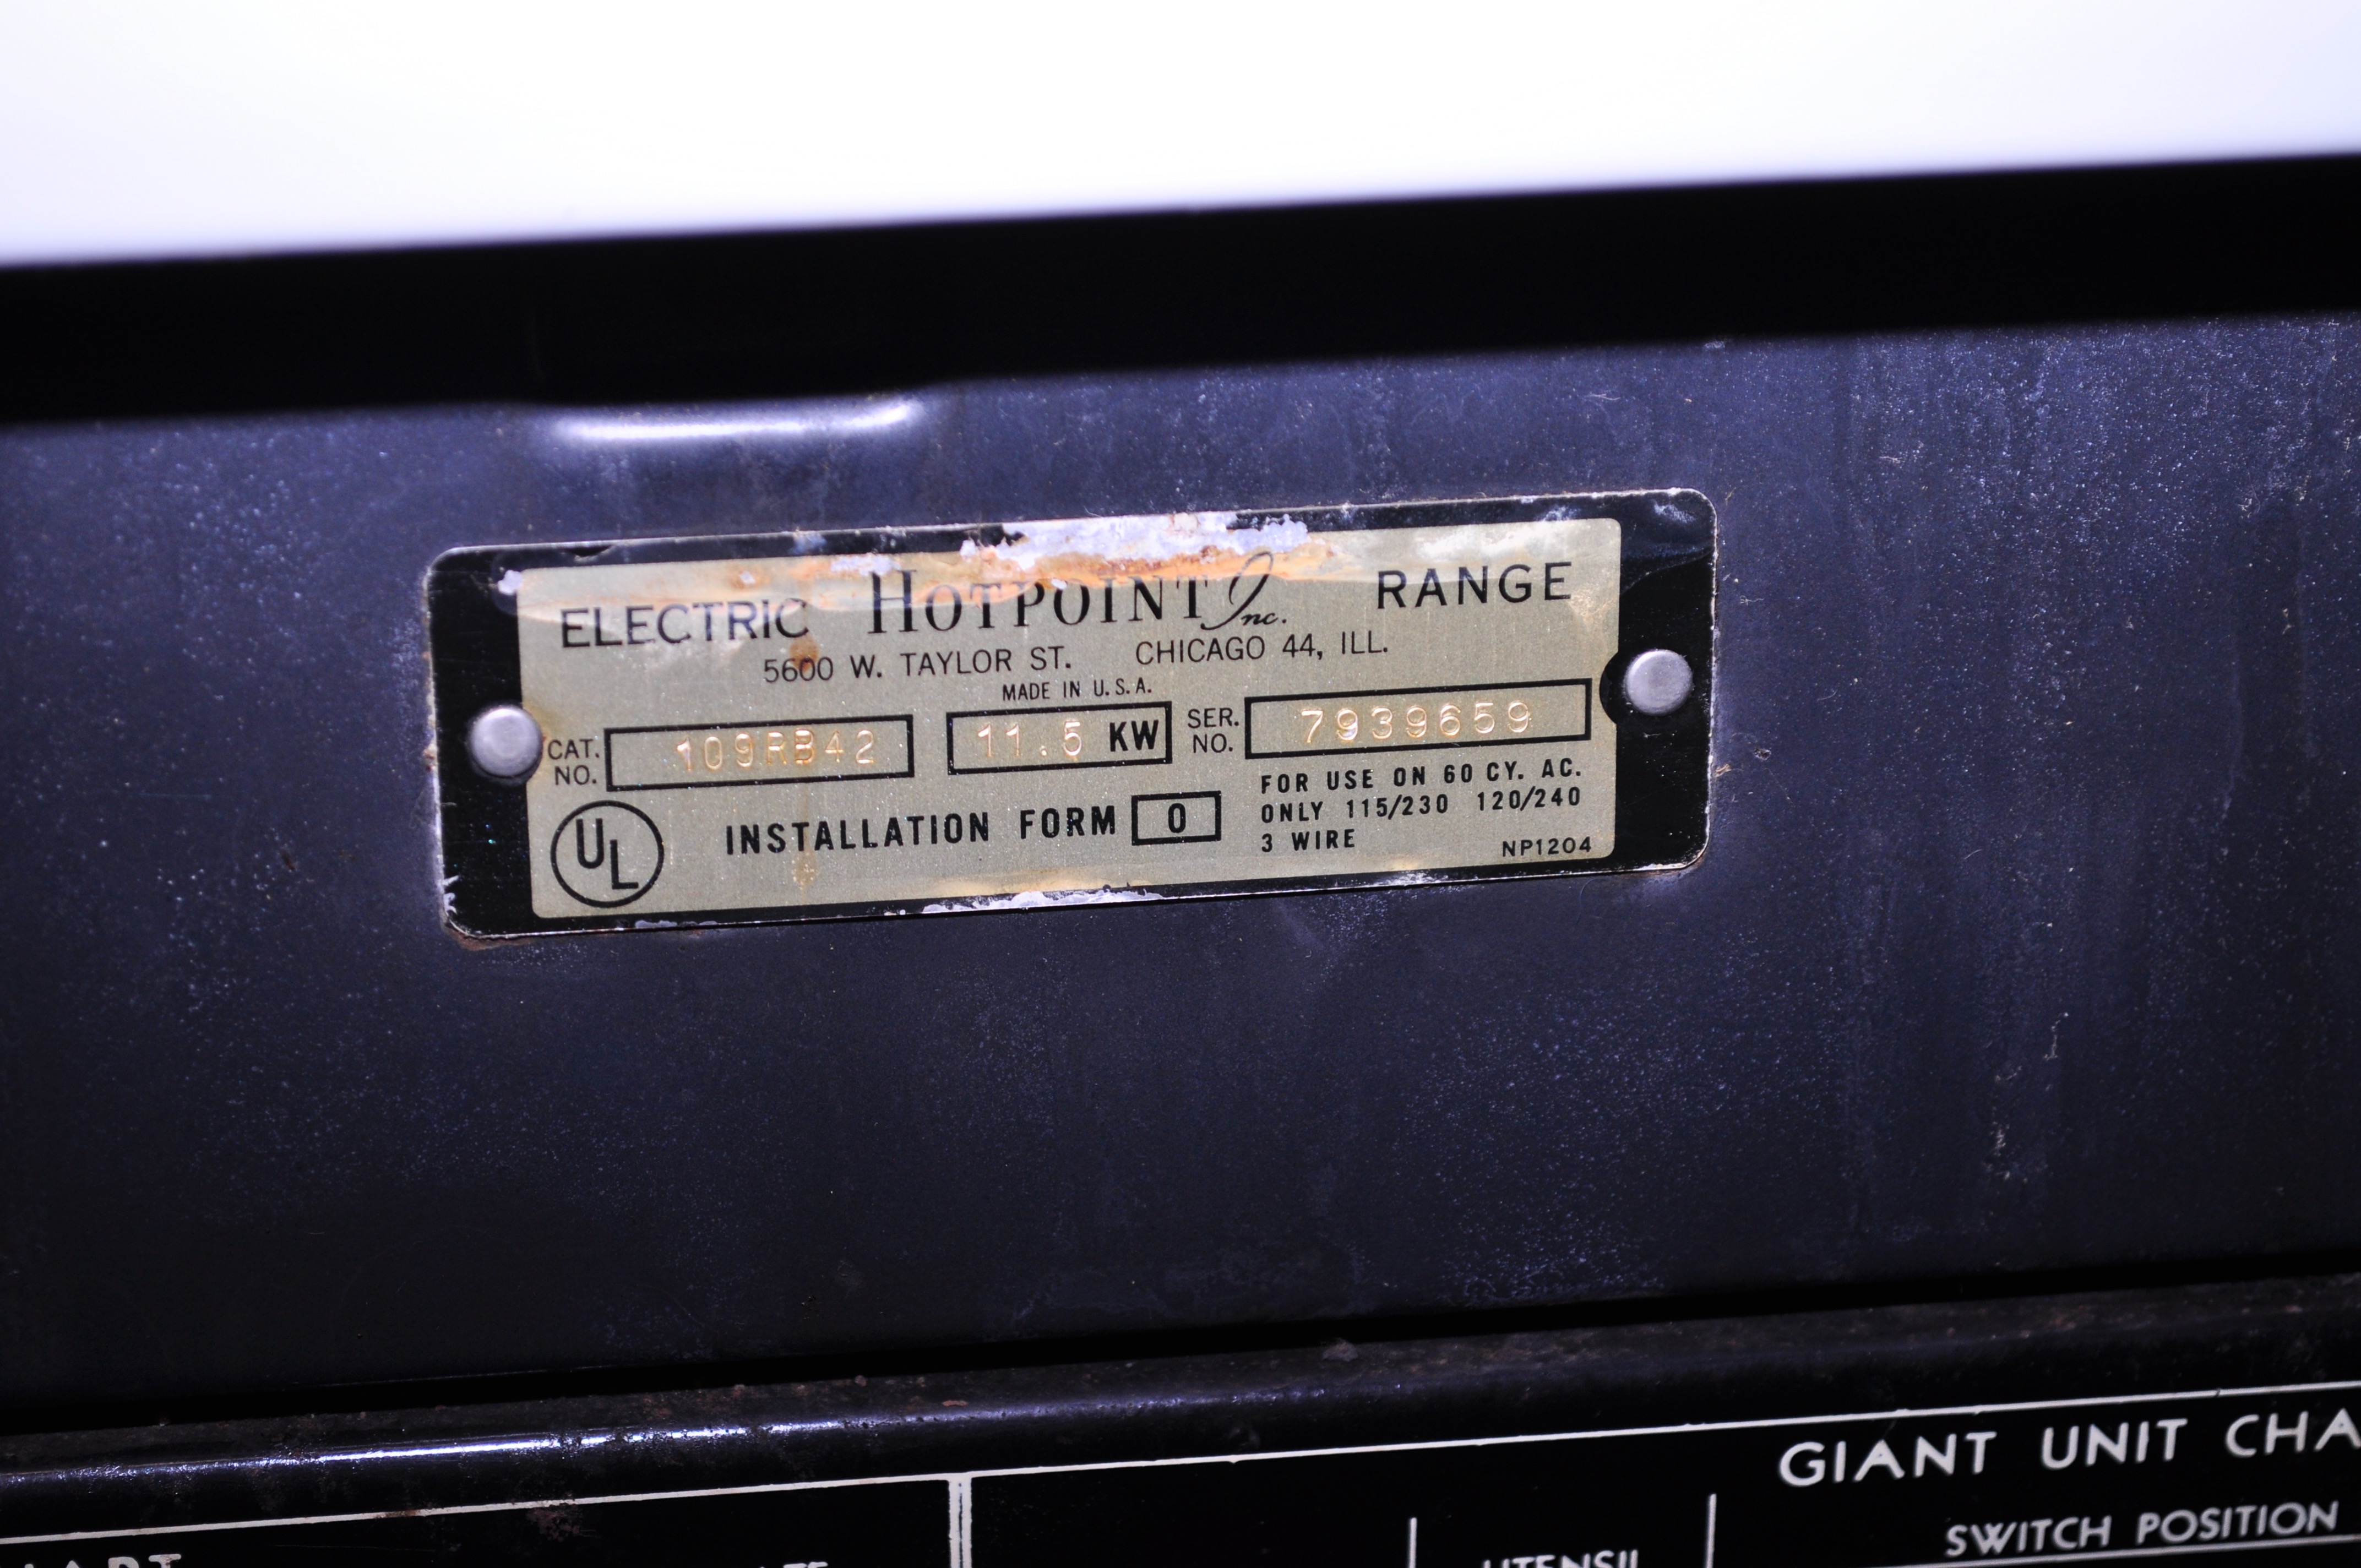 ELECTRIC HOTPOINT Inc. RANGE
5600 W. TAYLOR ST. CHICAGO 44, ILL.
MADE IN U.S.A.
CAT. NO. 109RB42 11.5 KW SER. NO. 7939659
UL INSTALLATION FORM 0
FOR USE ON 60 CY. AC.
ONLY 115/230 120/240
3 WIRE NP1204
GIANT UNIT CHA
SWITCH POSITION
UTENSIL